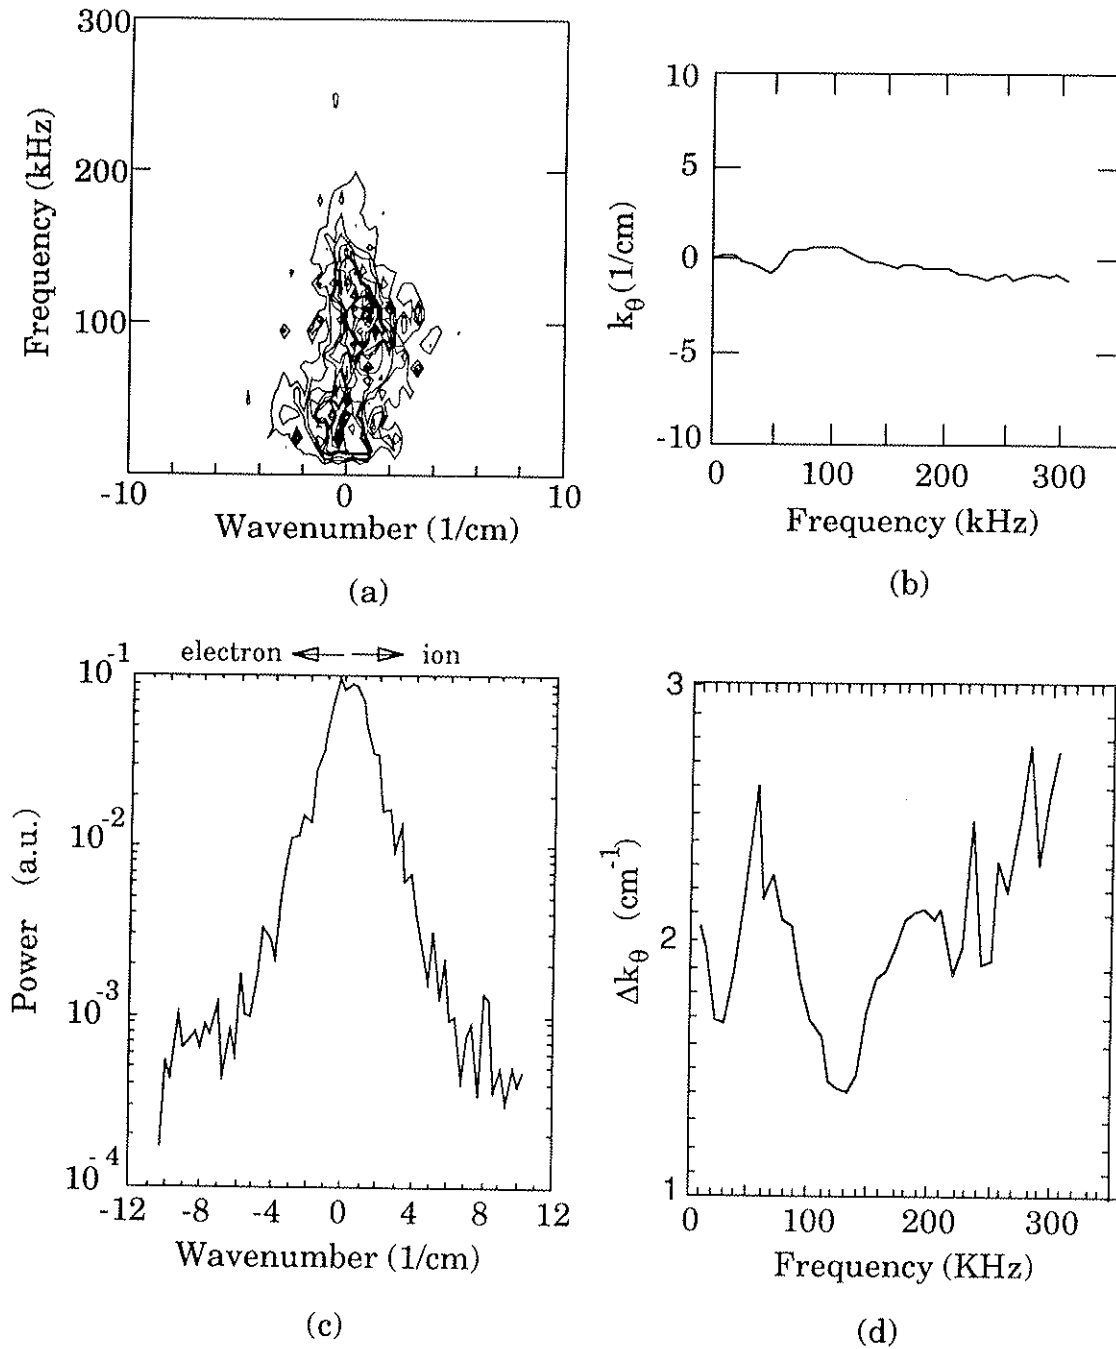 300
200
100
Frequency (kHz)
-10
0
10
Wavenumber (1/cm)
(a)
10
5
0
-5
-10
kθ(1/cm)
0
100
200
300
Frequency (kHz)
(b)
electron
ion
10-1
10-2
10-3
10-4
Power (a.u.)
-12
-8
-4
0
4
8
12
Wavenumber (1/cm)
(c)
3
2
1
Δkθ (cm-1)
0
100
200
300
Frequency (KHz)
(d)